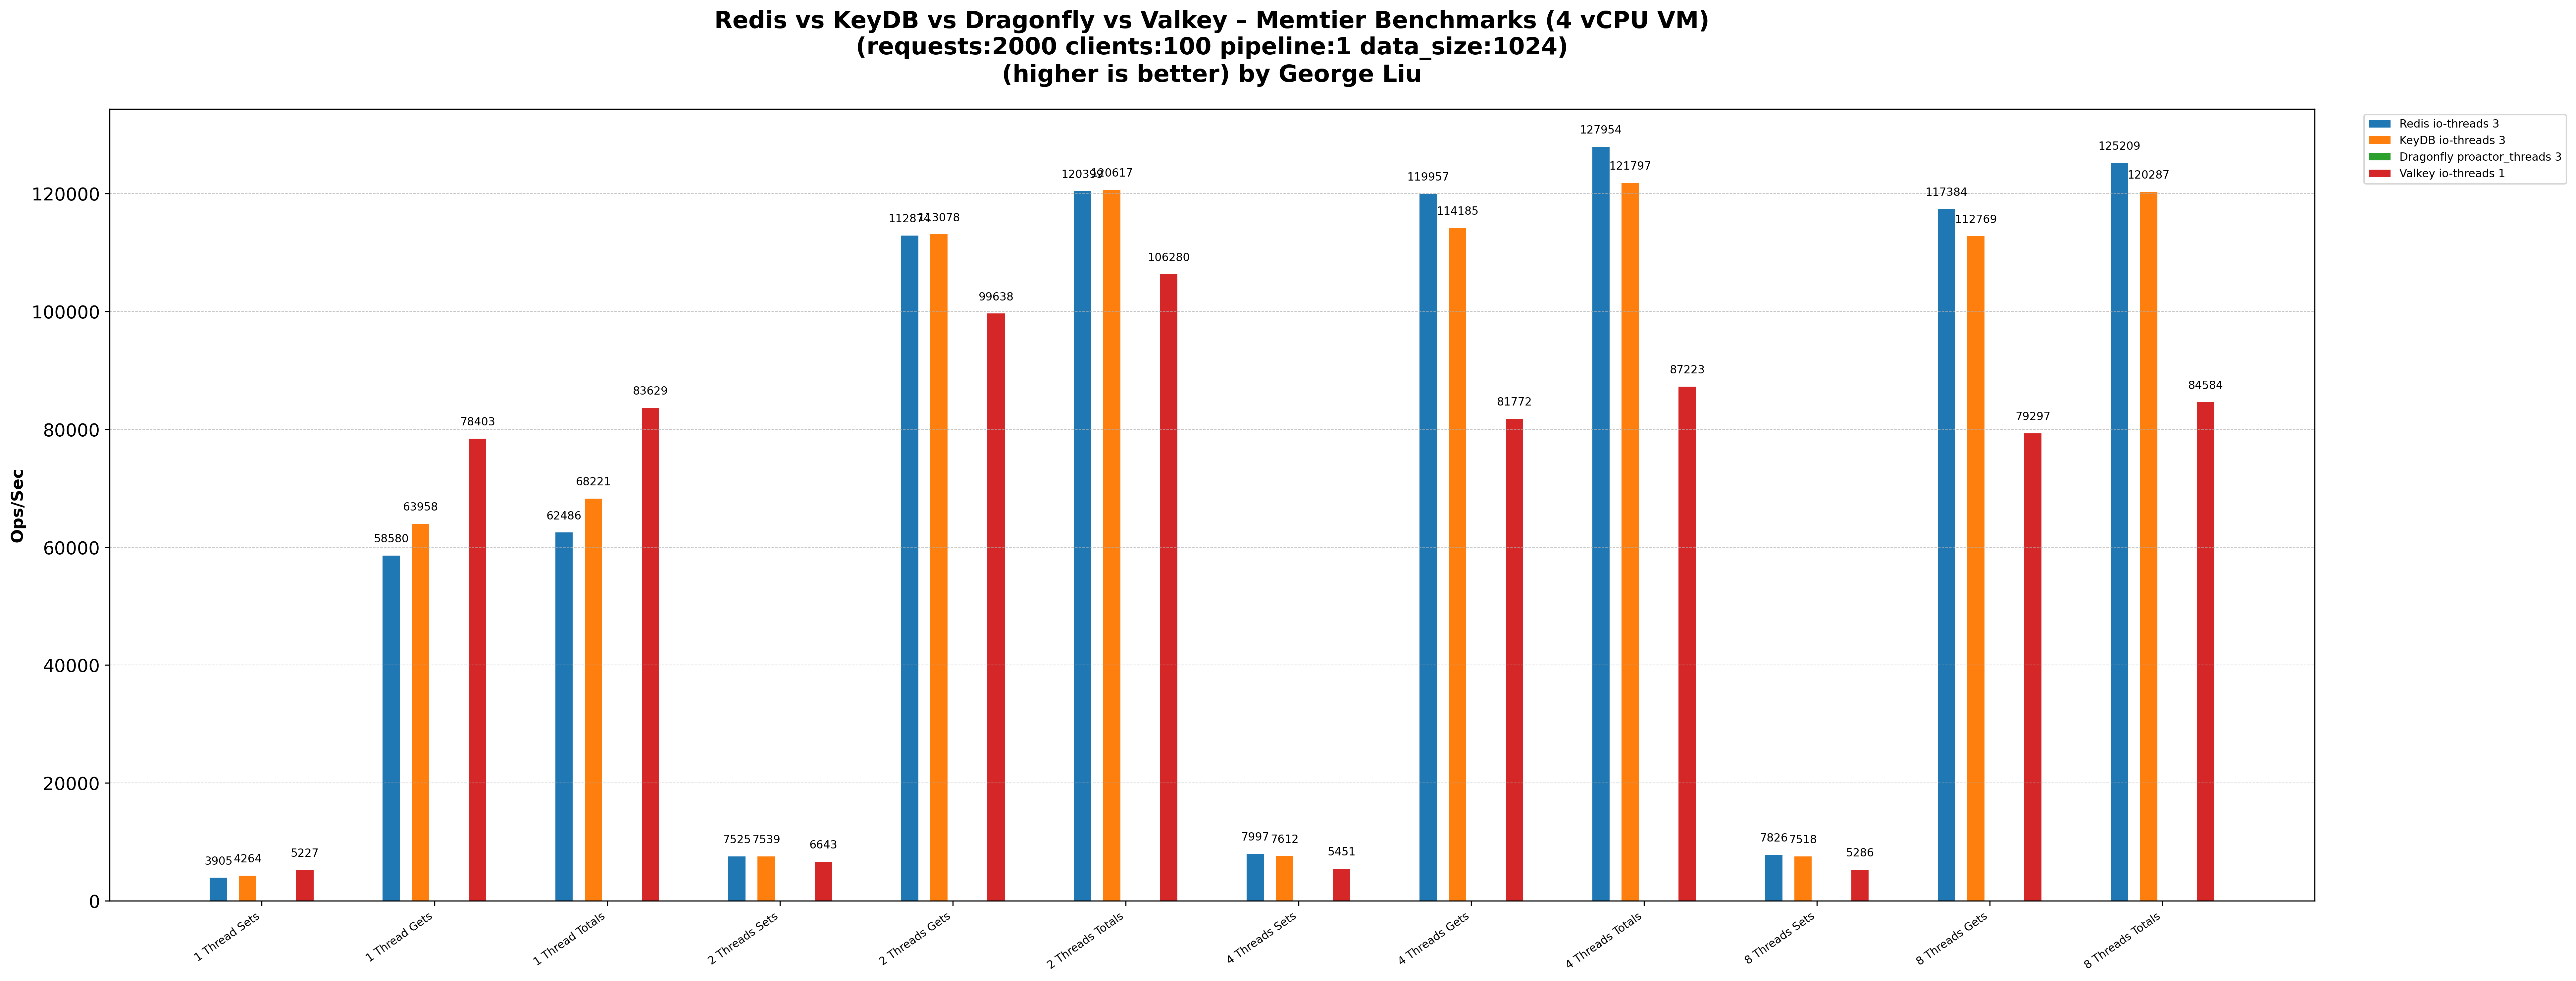 Redis vs KeyDB vs Dragonfly vs Valkey – Memtier Benchmarks (4 vCPU VM)
(requests:2000 clients:100 pipeline:1 data_size:1024)
(higher is better) by George Liu
Redis io-threads 3
KeyDB io-threads 3
Dragonfly proactor_threads 3
Valkey io-threads 1
Ops/Sec
120000
100000
80000
60000
40000
20000
0
3905 4264 5227
58580 63958 78403
62486 68221 83629
7525 7539 6643
112874 113078 99638
120399 120617 106280
7997 7612 5451
119957 114185 81772
127954 121797 87223
7826 7518 5286
117384 112769 79297
125209 120287 84584
1 Thread Sets
1 Thread Gets
1 Thread Totals
2 Threads Sets
2 Threads Gets
2 Threads Totals
4 Threads Sets
4 Threads Gets
4 Threads Totals
8 Threads Sets
8 Threads Gets
8 Threads Totals